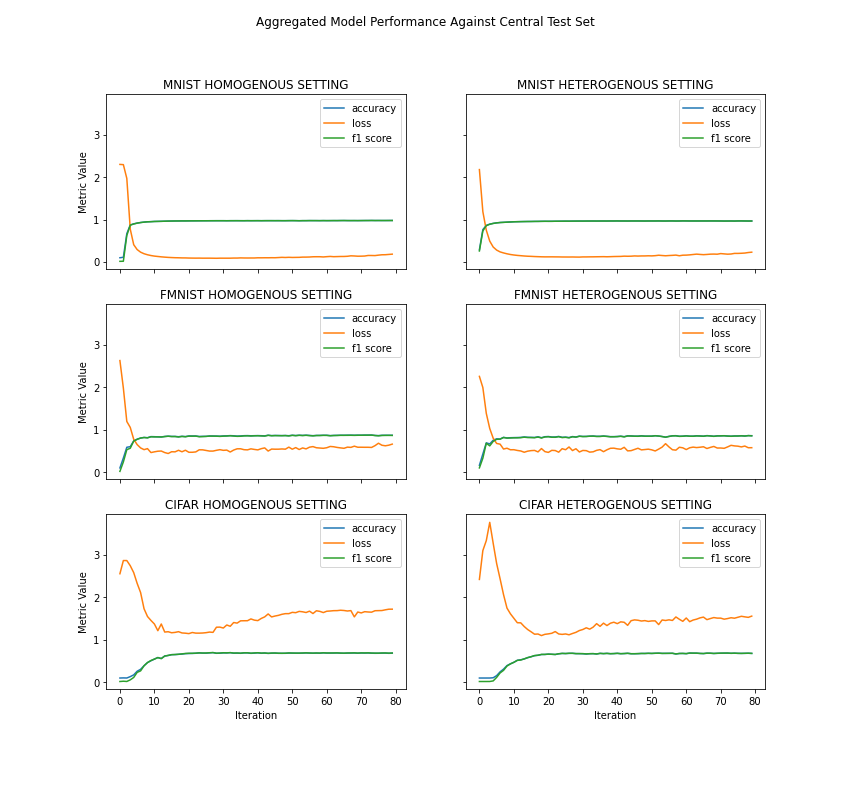 Aggregated Model Performance Against Central Test Set
MNIST HOMOGENOUS SETTING
MNIST HETEROGENOUS SETTING
accuracy
loss
f1 score
accuracy
loss
f1 score
Metric Value
3
2
1
0
FMNIST HOMOGENOUS SETTING
FMNIST HETEROGENOUS SETTING
accuracy
loss
f1 score
accuracy
loss
f1 score
Metric Value
3
2
1
0
CIFAR HOMOGENOUS SETTING
CIFAR HETEROGENOUS SETTING
accuracy
loss
f1 score
accuracy
loss
f1 score
Metric Value
3
2
1
0
0 10 20 30 40 50 60 70 80
0 10 20 30 40 50 60 70 80
Iteration
Iteration